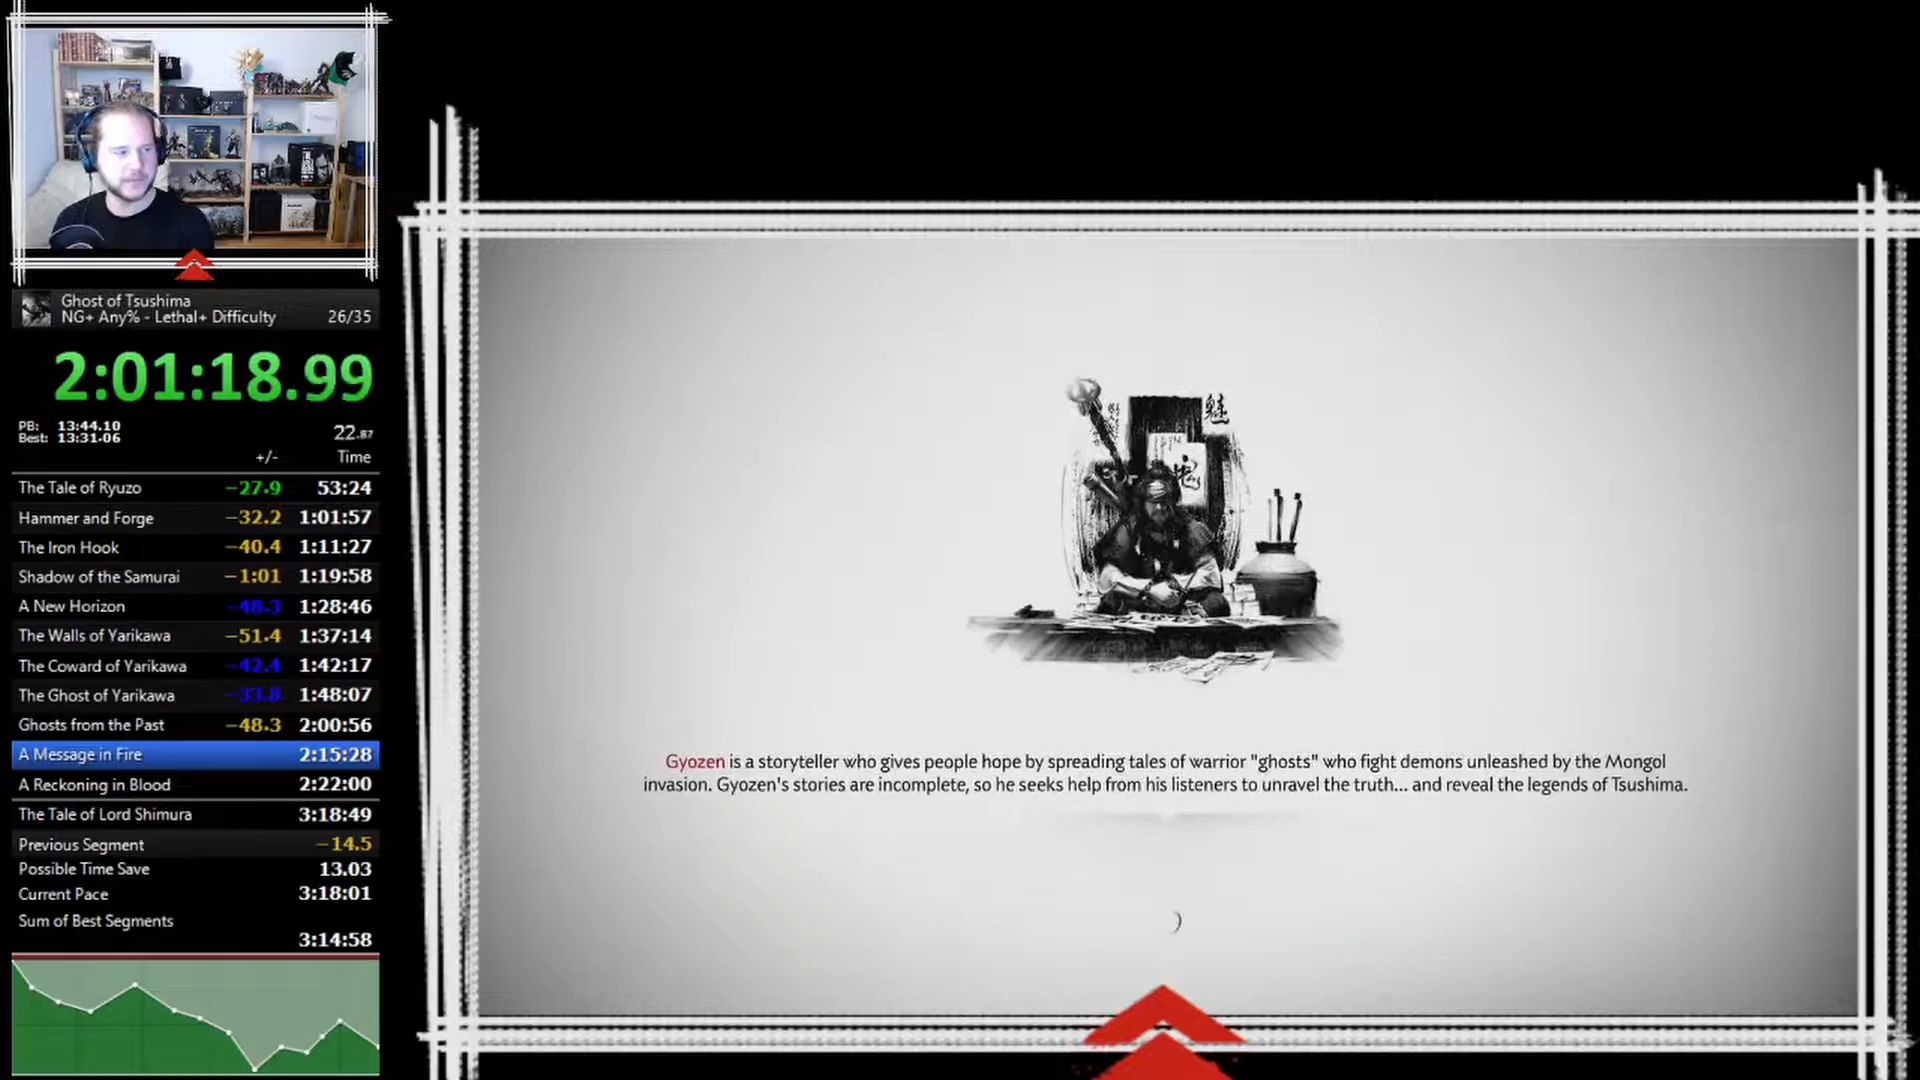 Ghost of Tsushima
NG+ Any% - Lethal+ Difficulty 26/35
2:01:18.99
PB: 13:44.10
Best: 13:31.06 22.87
+/- Time
The Tale of Ryuzo -27.9 53:24
Hammer and Forge -32.2 1:01:57
The Iron Hook -40.4 1:11:27
Shadow of the Samurai -1:01 1:19:58
A New Horizon -48.3 1:28:46
The Walls of Yarikawa -51.4 1:37:14
The Coward of Yarikawa -42.4 1:42:17
The Ghost of Yarikawa -33.8 1:48:07
Ghosts from the Past -48.3 2:00:56
A Message in Fire 2:15:28
A Reckoning in Blood 2:22:00
The Tale of Lord Shimura 3:18:49
Previous Segment -14.5
Possible Time Save 13.03
Current Pace 3:18:01
Sum of Best Segments
3:14:58
魅
Gyozen is a storyteller who gives people hope by spreading tales of warrior "ghosts" who fight demons unleashed by the Mongol
invasion. Gyozen's stories are incomplete, so he seeks help from his listeners to unravel the truth... and reveal the legends of Tsushima.